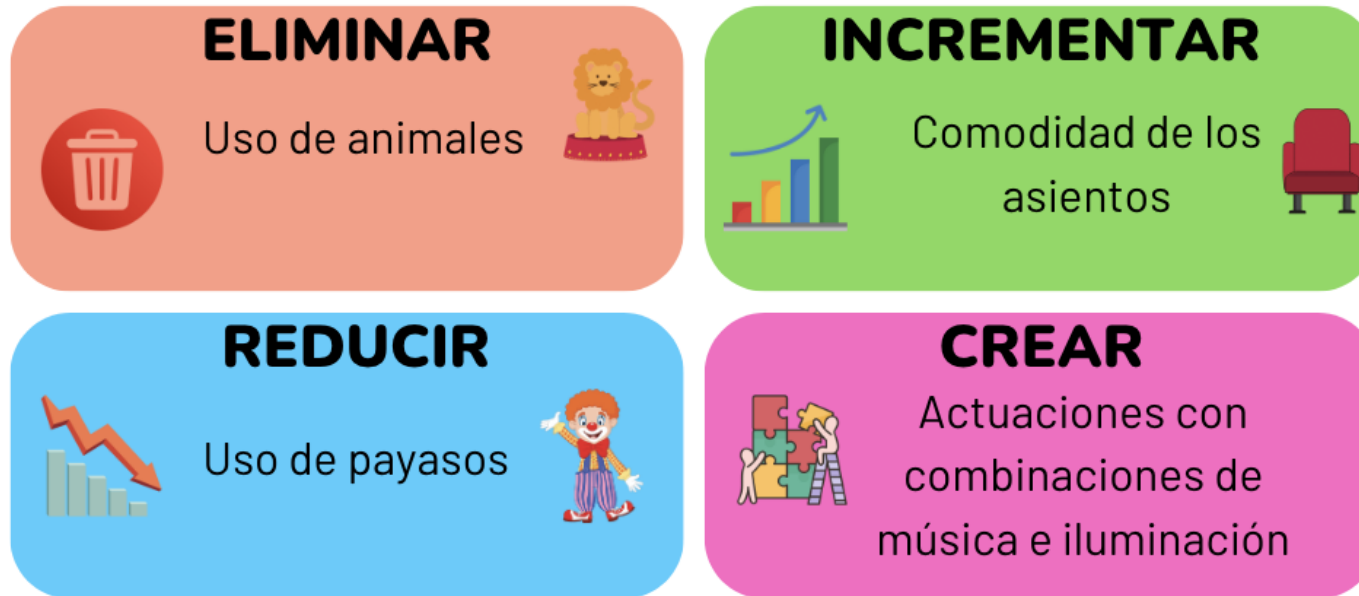 ELIMINAR
Uso de animales
INCREMENTAR
Comodidad de los
asientos
REDUCIR
Uso de payasos
CREAR
Actuaciones con
combinaciones de
música e iluminación